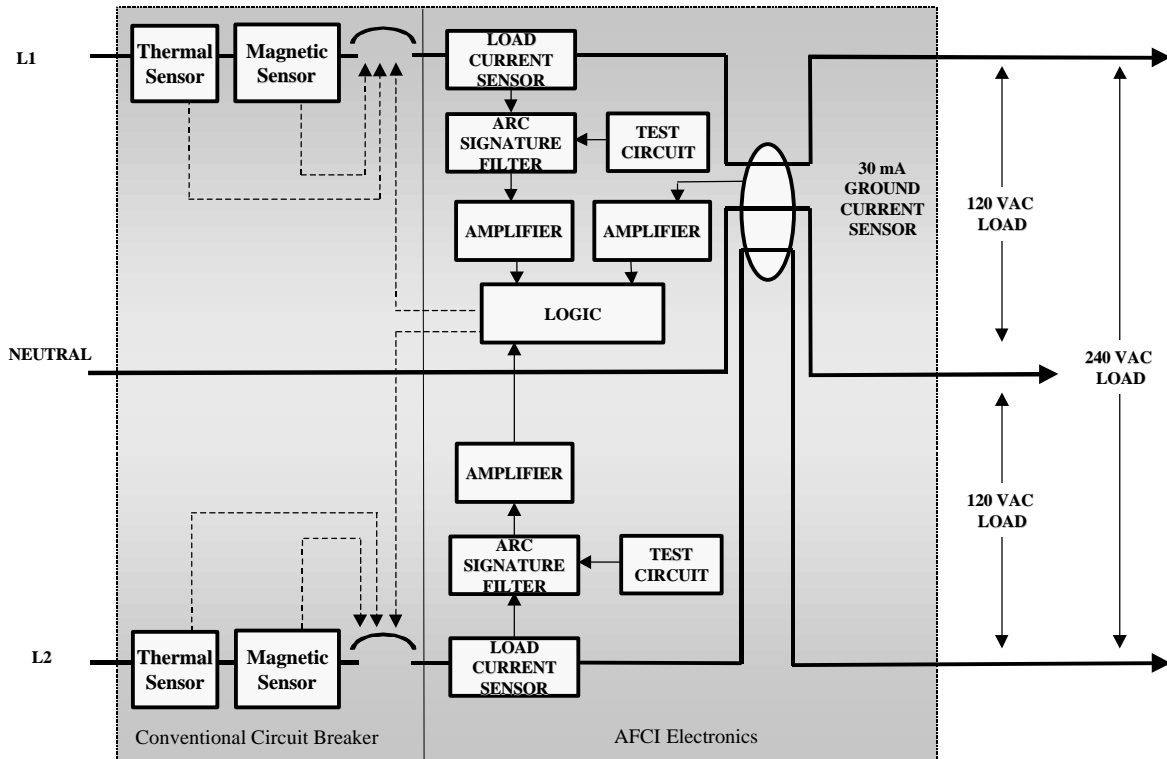 L1
Thermal
Sensor
Magnetic
Sensor
LOAD
CURRENT
SENSOR
ARC
SIGNATURE
FILTER
TEST
CIRCUIT
30 mA
GROUND
CURRENT
SENSOR
120 VAC
LOAD
AMPLIFIER
AMPLIFIER
LOGIC
NEUTRAL
240 VAC
LOAD
AMPLIFIER
120 VAC
LOAD
ARC
SIGNATURE
FILTER
TEST
CIRCUIT
L2
Thermal
Sensor
Magnetic
Sensor
LOAD
CURRENT
SENSOR
Conventional Circuit Breaker
AFCI Electronics